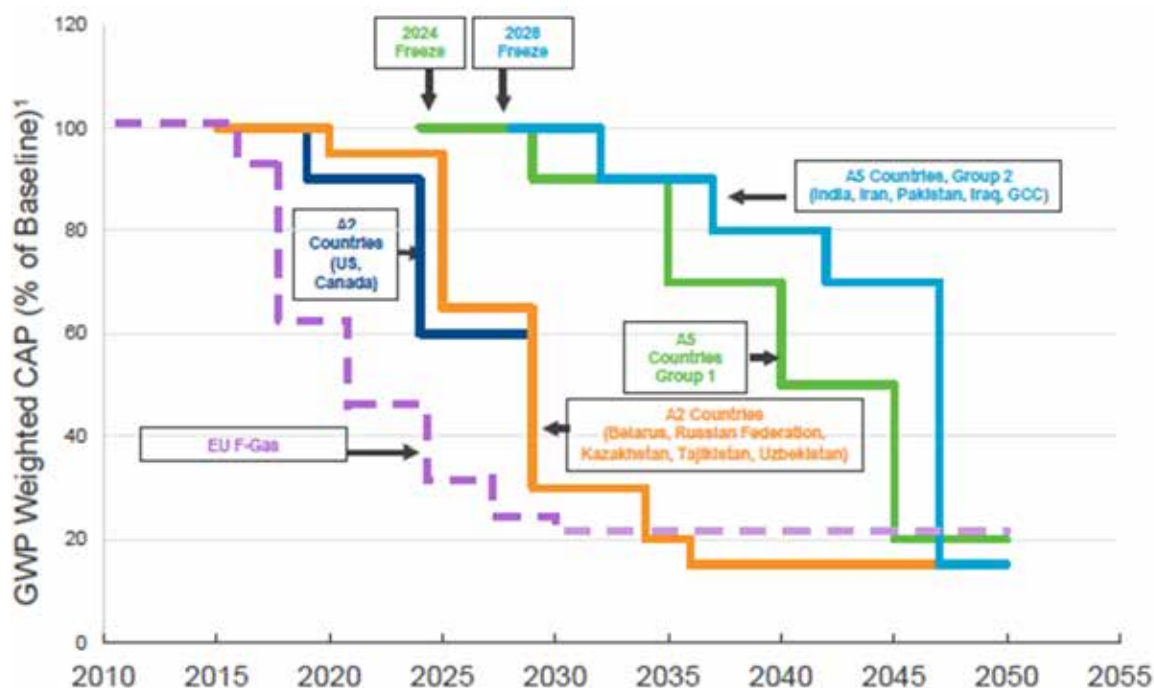 120
100
80
60
40
20
0
GWP Weighted CAP (% of Baseline)¹
2024
Freeze
2028
Freeze
A5 Countries, Group 2
(India, Iran, Pakistan, Iraq, GCC)
A2
Countries
(US,
Canada)
A5
Countries
Group 1
A2 Countries
(Belarus, Russian Federation,
Kazakhstan, Tajikistan, Uzbekistan)
EU F-Gas
2010 2015 2020 2025 2030 2035 2040 2045 2050 2055